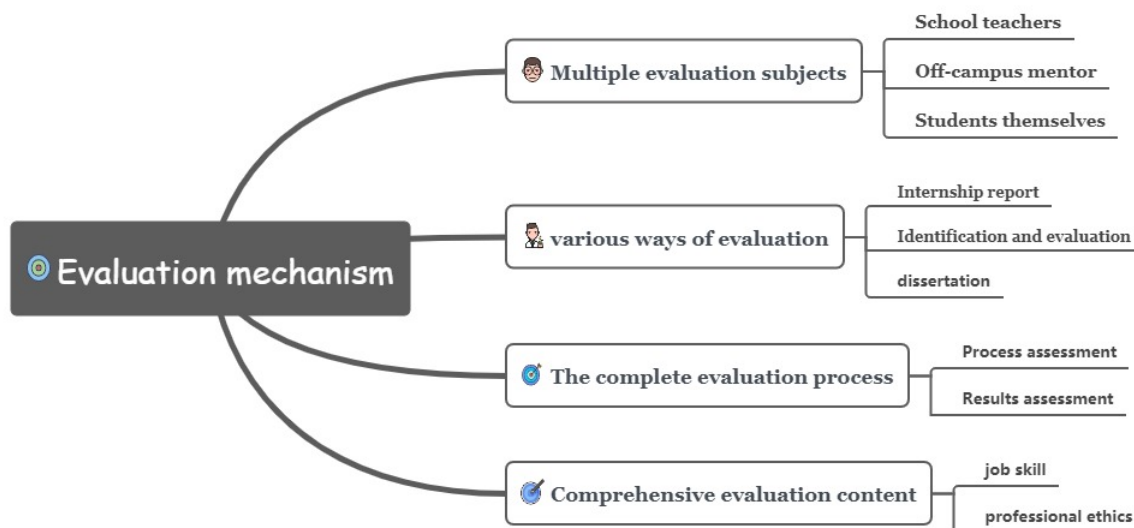 Evaluation mechanism
Multiple evaluation subjects
School teachers
Off-campus mentor
Students themselves
various ways of evaluation
Internship report
Identification and evaluation
dissertation
The complete evaluation process
Process assessment
Results assessment
Comprehensive evaluation content
job skill
professional ethics